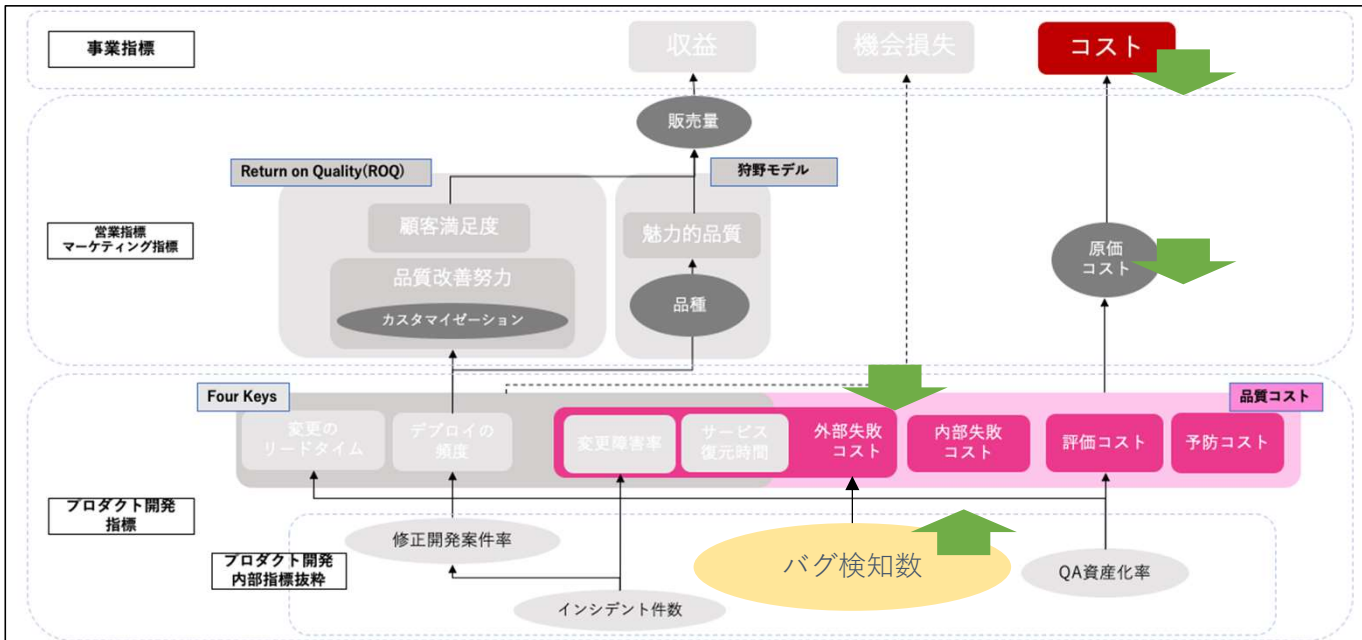 事業指標
収益
機会損失
コスト
販売量
Return on Quality(ROQ)
狩野モデル
営業指標
マーケティング指標
顧客満足度
魅力的品質
品質改善努力
カスタマイゼーション
品種
原価
コスト
Four Keys
品質コスト
変更の
リードタイム
デプロイの
頻度
変更障害率
サービス
復元時間
外部失敗
コスト
内部失敗
コスト
評価コスト
予防コスト
プロダクト開発
指標
修正開発案件率
プロダクト開発
内部指標抜粋
バグ検知数
QA資産化率
インシデント件数